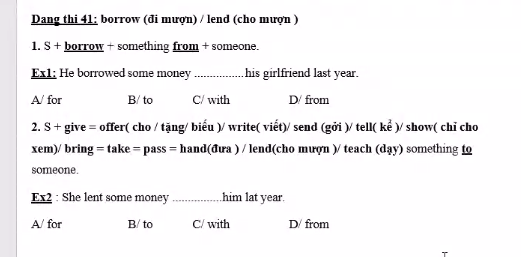 Dang thi 41: borrow (đi mượn) / lend (cho mượn )
1. S + borrow + something from + someone.
Ex1: He borrowed some money ................his girlfriend last year.
A/ for B/ to C/ with D/ from
2. S + give = offer( cho / tặng/ biếu )/ write( viết)/ send (gởi )/ tell( kể )/ show( chỉ cho
xem)/ bring = take = pass = hand(đưa ) / lend(cho mượn )/ teach (dạy) something to
someone.
Ex2 : She lent some money ................him lat year.
A/ for B/ to C/ with D/ from